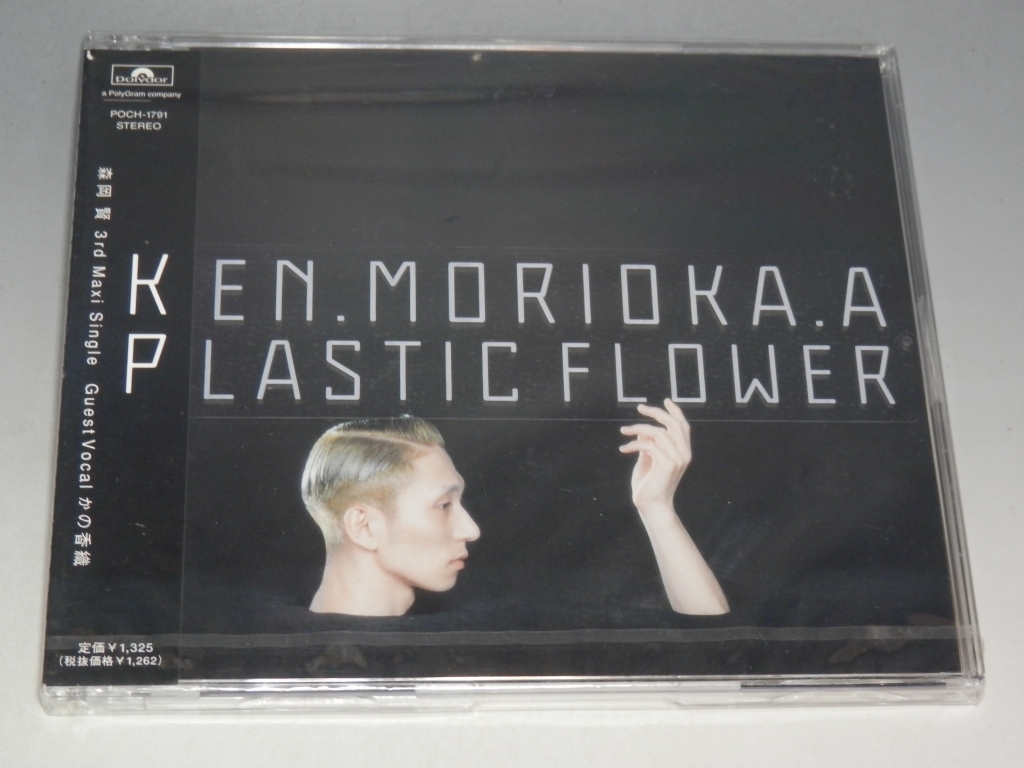 Polydor
a PolyGram company
POCH-1791
STEREO
森岡 賢 3rd Maxi Single Guest Vocal かの香織
KEN.MORIOKA.A
PLASTIC FLOWER
定価￥1,325
(税抜価格￥1,262)